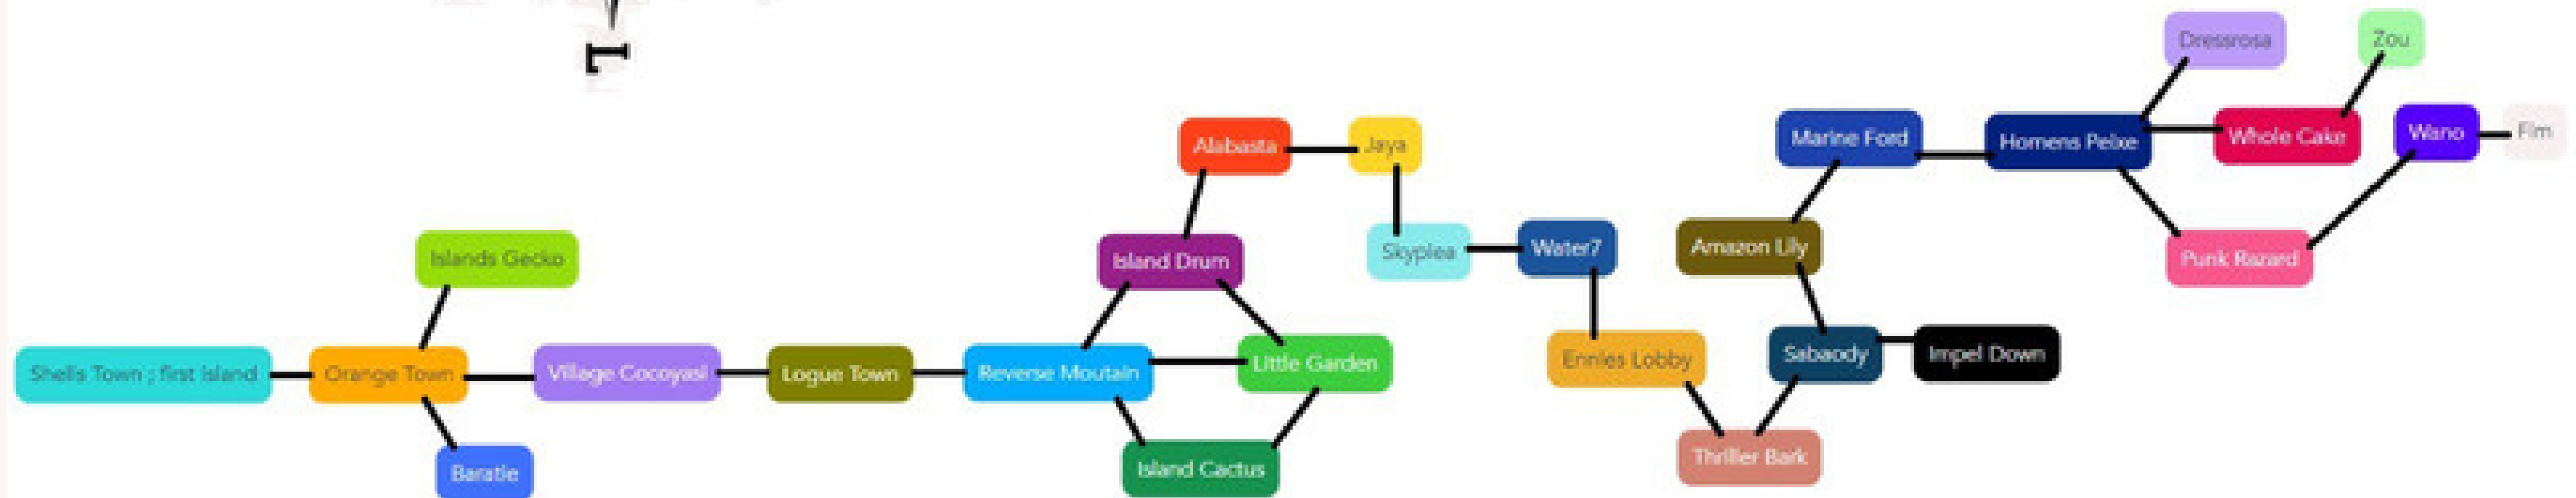 1
Dressrosa
Zou
Alabasta
Jaya
Marine Ford
Homens Peixe
Whole Cake
Wano
Fim
Islands Gecko
Island Drum
Skypiea
Water7
Amazon Lily
Punk Razard
Shells Town ; first island
Orange Town
Village Cocoyasi
Logue Town
Reverse Moutain
Little Garden
Ennies Lobby
Sabaody
Impel Down
Baratie
Island Cactus
Thriller Bark